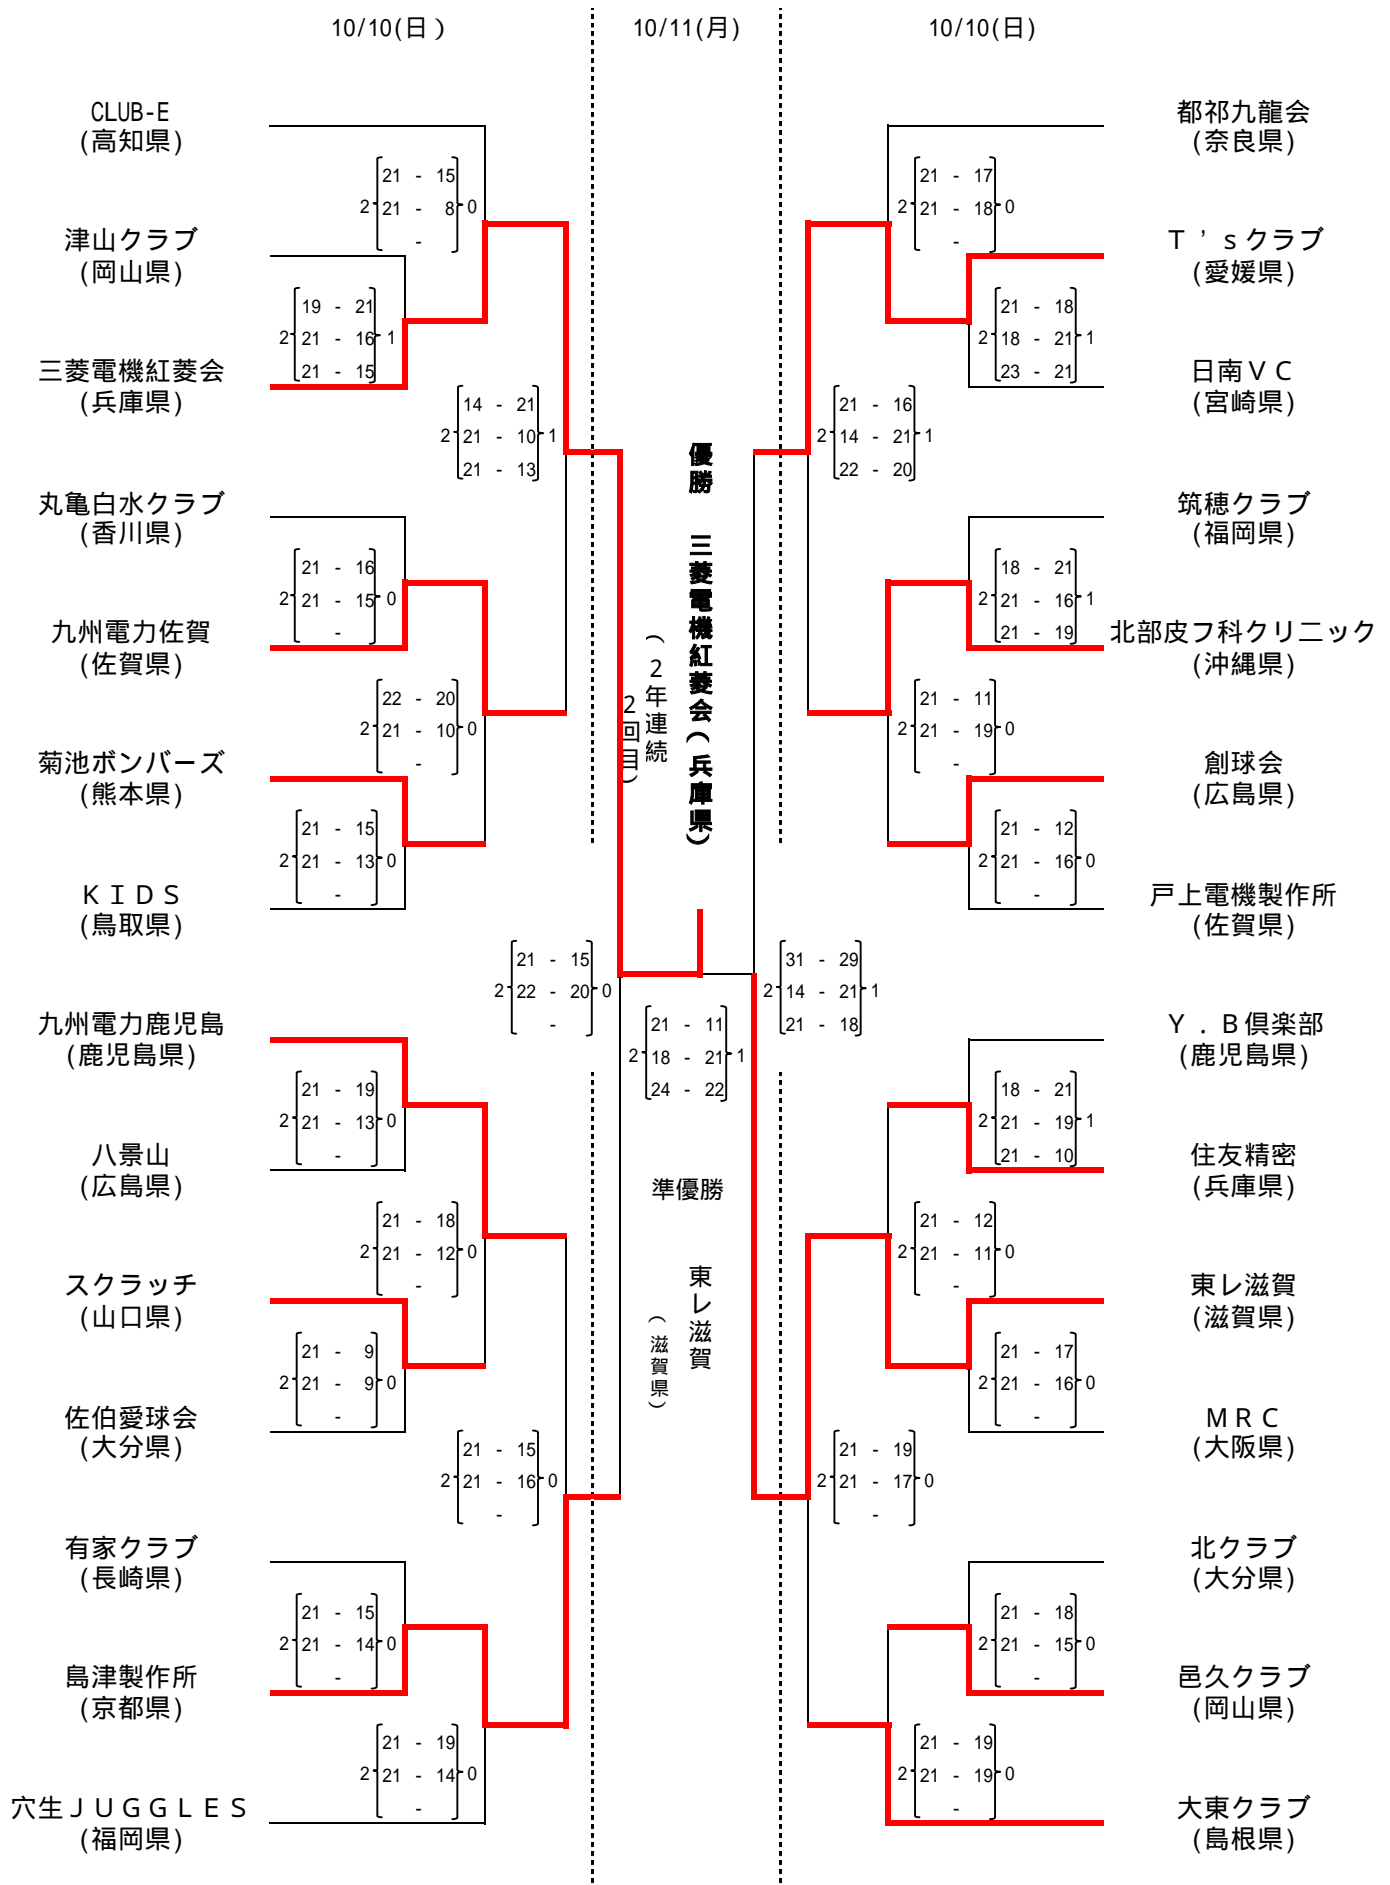 10/10(日)
10/11(月)
10/10(日)
CLUB-E
(高知県)
津山クラブ
(岡山県)
三菱電機紅菱会
(兵庫県)
丸亀白水クラブ
(香川県)
九州電力佐賀
(佐賀県)
菊池ボンバーズ
(熊本県)
ＫＩＤＳ
(鳥取県)
九州電力鹿児島
(鹿児島県)
八景山
(広島県)
スクラッチ
(山口県)
佐伯愛球会
(大分県)
有家クラブ
(長崎県)
島津製作所
(京都県)
穴生ＪＵＧＧＬＥＳ
(福岡県)
21 - 15
2 21 - 8 0
-
19 - 21
2 21 - 16 1
21 - 15
14 - 21
2 21 - 10 1
21 - 13
21 - 16
2 21 - 15 0
-
22 - 20
2 21 - 10 0
-
21 - 15
2 21 - 13 0
-
21 - 15
2 22 - 20 0
-
21 - 19
2 21 - 13 0
-
21 - 18
2 21 - 12 0
-
21 - 9
2 21 - 9 0
-
21 - 15
2 21 - 16 0
-
21 - 15
2 21 - 14 0
-
21 - 19
2 21 - 14 0
-
優勝　三菱電機紅菱会(兵庫県)
(２年連続
２回目)
21 - 11
2 18 - 21 1
24 - 22
準優勝
東レ滋賀
(滋賀県)
21 - 17
2 21 - 18 0
-
21 - 18
2 18 - 21 1
23 - 21
21 - 16
2 14 - 21 1
22 - 20
18 - 21
2 21 - 16 1
21 - 19
21 - 11
2 21 - 19 0
-
21 - 12
2 21 - 16 0
-
31 - 29
2 14 - 21 1
21 - 18
18 - 21
2 21 - 19 1
21 - 10
21 - 12
2 21 - 11 0
-
21 - 17
2 21 - 16 0
-
21 - 19
2 21 - 17 0
-
21 - 18
2 21 - 15 0
-
21 - 19
2 21 - 19 0
-
都祁九龍会
(奈良県)
Ｔ’ｓクラブ
(愛媛県)
日南ＶＣ
(宮崎県)
筑穂クラブ
(福岡県)
北部皮フ科クリニック
(沖縄県)
創球会
(広島県)
戸上電機製作所
(佐賀県)
Ｙ．Ｂ倶楽部
(鹿児島県)
住友精密
(兵庫県)
東レ滋賀
(滋賀県)
ＭＲＣ
(大阪県)
北クラブ
(大分県)
邑久クラブ
(岡山県)
大東クラブ
(島根県)